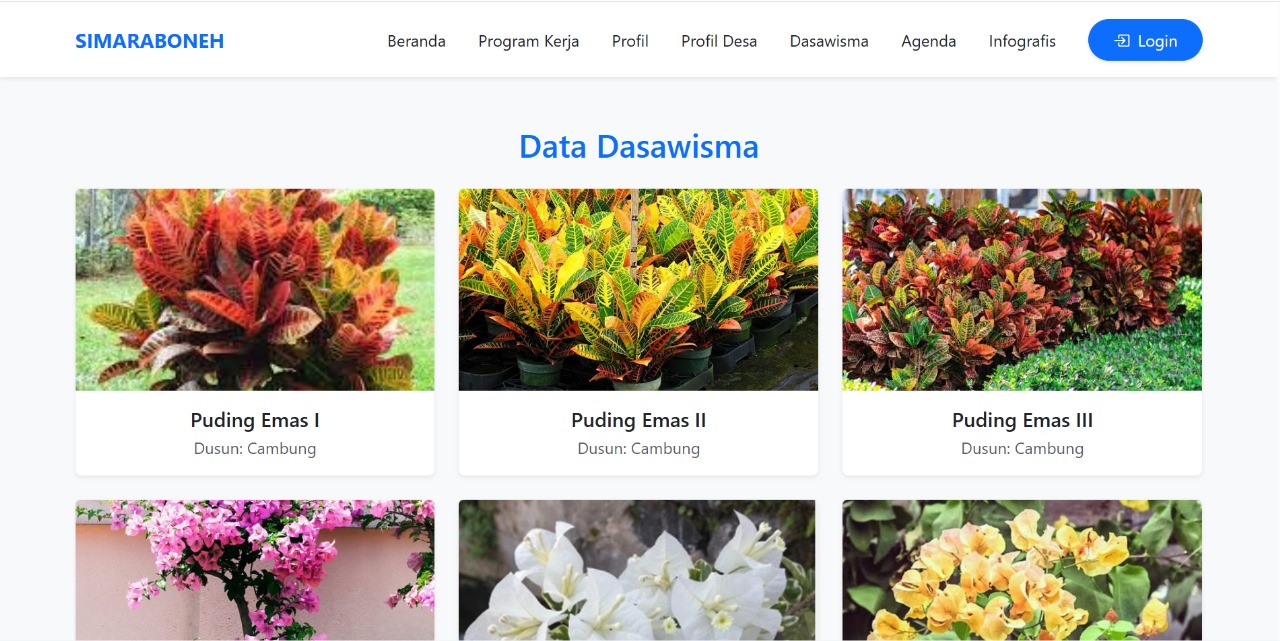 SIMARABONEH
Beranda Program Kerja Profil Profil Desa Dasawisma Agenda Infografis Login
Data Dasawisma
Puding Emas I
Dusun: Cambung
Puding Emas II
Dusun: Cambung
Puding Emas III
Dusun: Cambung